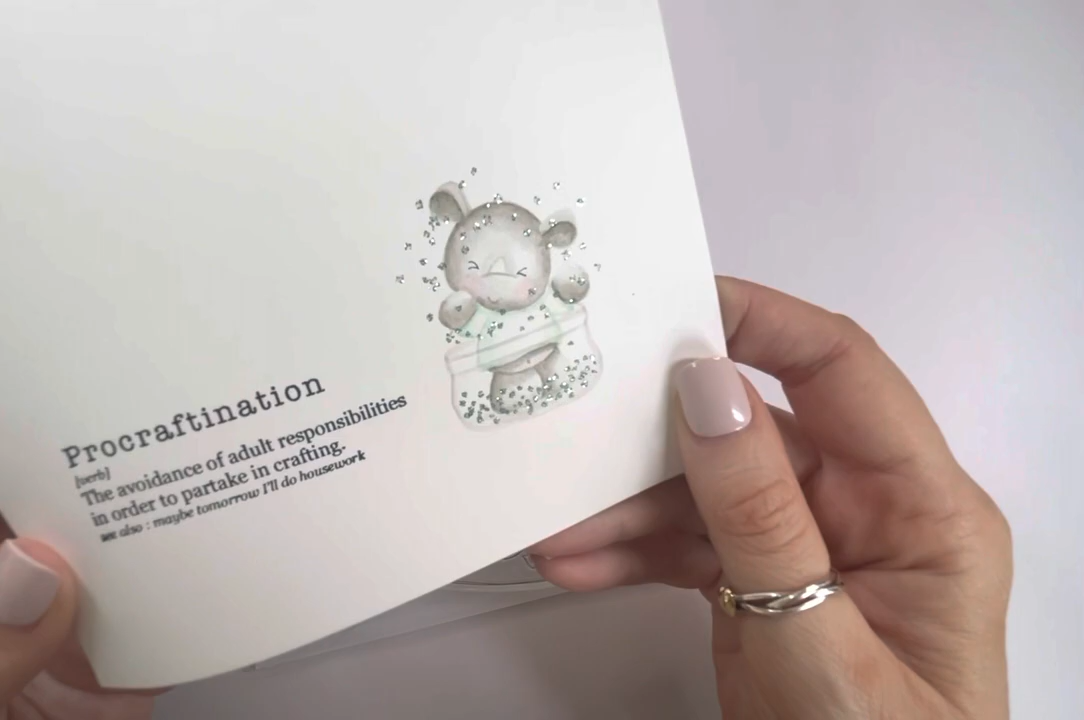 Procraftination
[verb]
The avoidance of adult responsibilities
in order to partake in crafting.
see also : maybe tomorrow I'll do housework